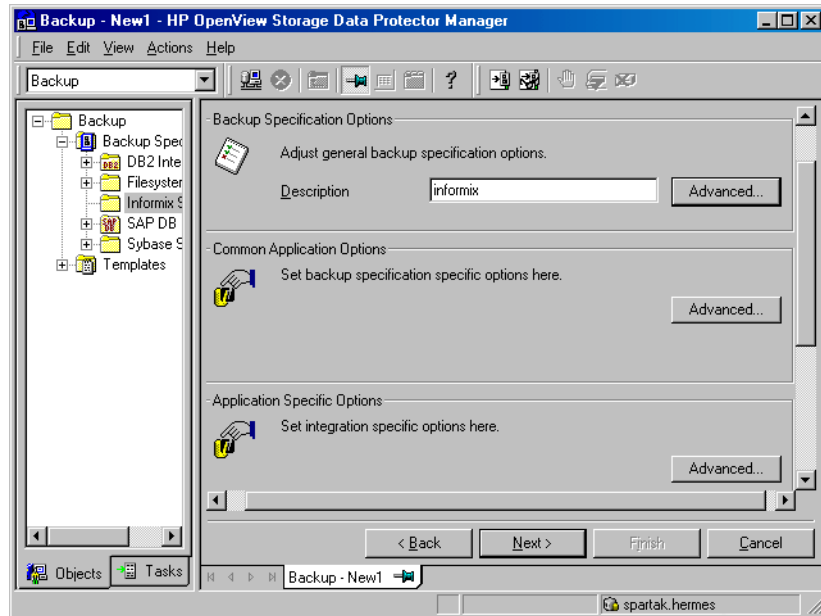 Backup - New1 - HP OpenView Storage Data Protector Manager
File Edit View Actions Help
Backup
Backup
Backup Spec
DB2 Inte
Filesyster
Informix S
SAP DB
Sybase S
Templates
Backup Specification Options
Adjust general backup specification options.
Description informix Advanced...
Common Application Options
Set backup specification specific options here.
Advanced...
Application Specific Options
Set integration specific options here.
Advanced...
< Back Next > Finish Cancel
Objects Tasks
Backup - New1
spartak.hermes